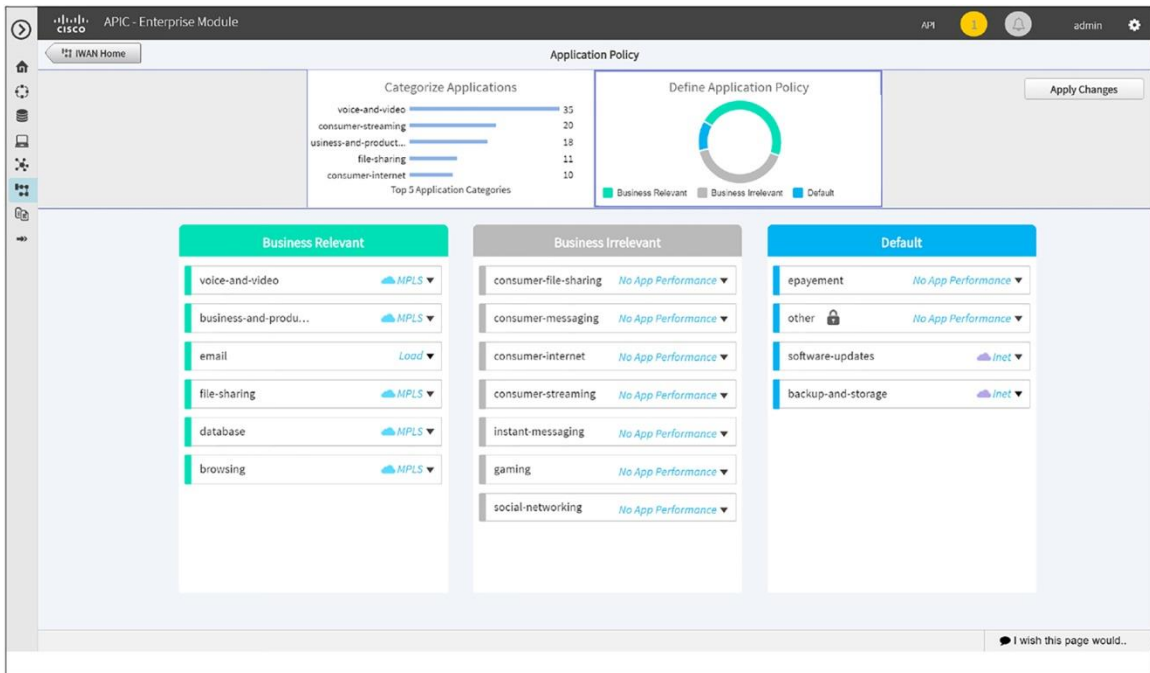 CISCO APIC - Enterprise Module API 1 admin
IWAN Home Application Policy
Categorize Applications
voice-and-video 35
consumer-streaming 20
usiness-and-product... 18
file-sharing 11
consumer-internet 10
Top 5 Application Categories
Define Application Policy
Business Relevant Business Irrelevant Default
Apply Changes
Business Relevant
voice-and-video MPLS
business-and-produ... MPLS
email Load
file-sharing MPLS
database MPLS
browsing MPLS
Business Irrelevant
consumer-file-sharing No App Performance
consumer-messaging No App Performance
consumer-internet No App Performance
consumer-streaming No App Performance
instant-messaging No App Performance
gaming No App Performance
social-networking No App Performance
Default
epayement No App Performance
other No App Performance
software-updates Inet
backup-and-storage Inet
I wish this page would..